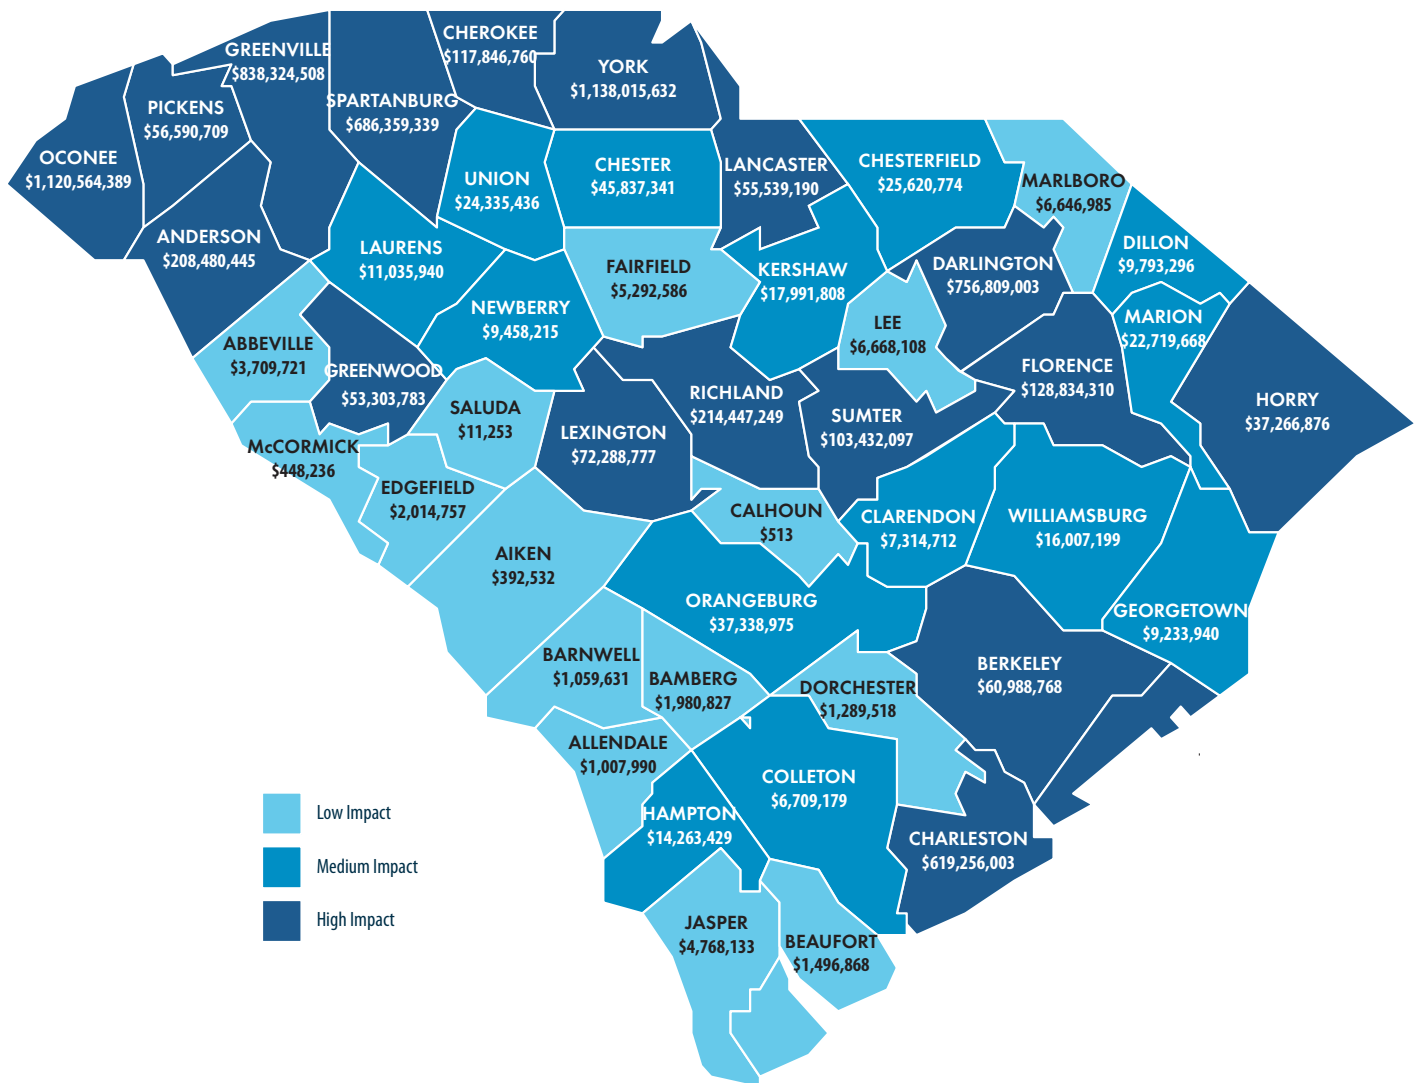 CHEROKEE
$117,846,760
GREENVILLE
$838,324,508
YORK
$1,138,015,632
SPARTANBURG
$686,359,339
PICKENS
$56,590,709
OCONEE
$1,120,564,389
UNION
$24,335,436
CHESTER
$45,837,341
LANCASTER
$55,539,190
CHESTERFIELD
$25,620,774
MARLBORO
$6,646,985
ANDERSON
$208,480,445
LAURENS
$11,035,940
DILLON
$9,793,296
FAIRFIELD
$5,292,586
KERSHAW
$17,991,808
DARLINGTON
$756,809,003
NEWBERRY
$9,458,215
LEE
$6,668,108
MARION
$22,719,668
ABBEVILLE
$3,709,721
GREENWOOD
$53,303,783
FLORENCE
$128,834,310
RICHLAND
$214,447,249
HORRY
$37,266,876
SALUDA
$11,253
SUMTER
$103,432,097
LEXINGTON
$72,288,777
McCORMICK
$448,236
EDGEFIELD
$2,014,757
CALHOUN
$513
CLARENDON
$7,314,712
WILLIAMSBURG
$16,007,199
AIKEN
$392,532
ORANGEBURG
$37,338,975
GEORGETOWN
$9,233,940
BARNWELL
$1,059,631
BAMBERG
$1,980,827
BERKELEY
$60,988,768
DORCHESTER
$1,289,518
ALLENDALE
$1,007,990
COLLETON
$6,709,179
HAMPTON
$14,263,429
CHARLESTON
$619,256,003
JASPER
$4,768,133
BEAUFORT
$1,496,868
Low Impact
Medium Impact
High Impact